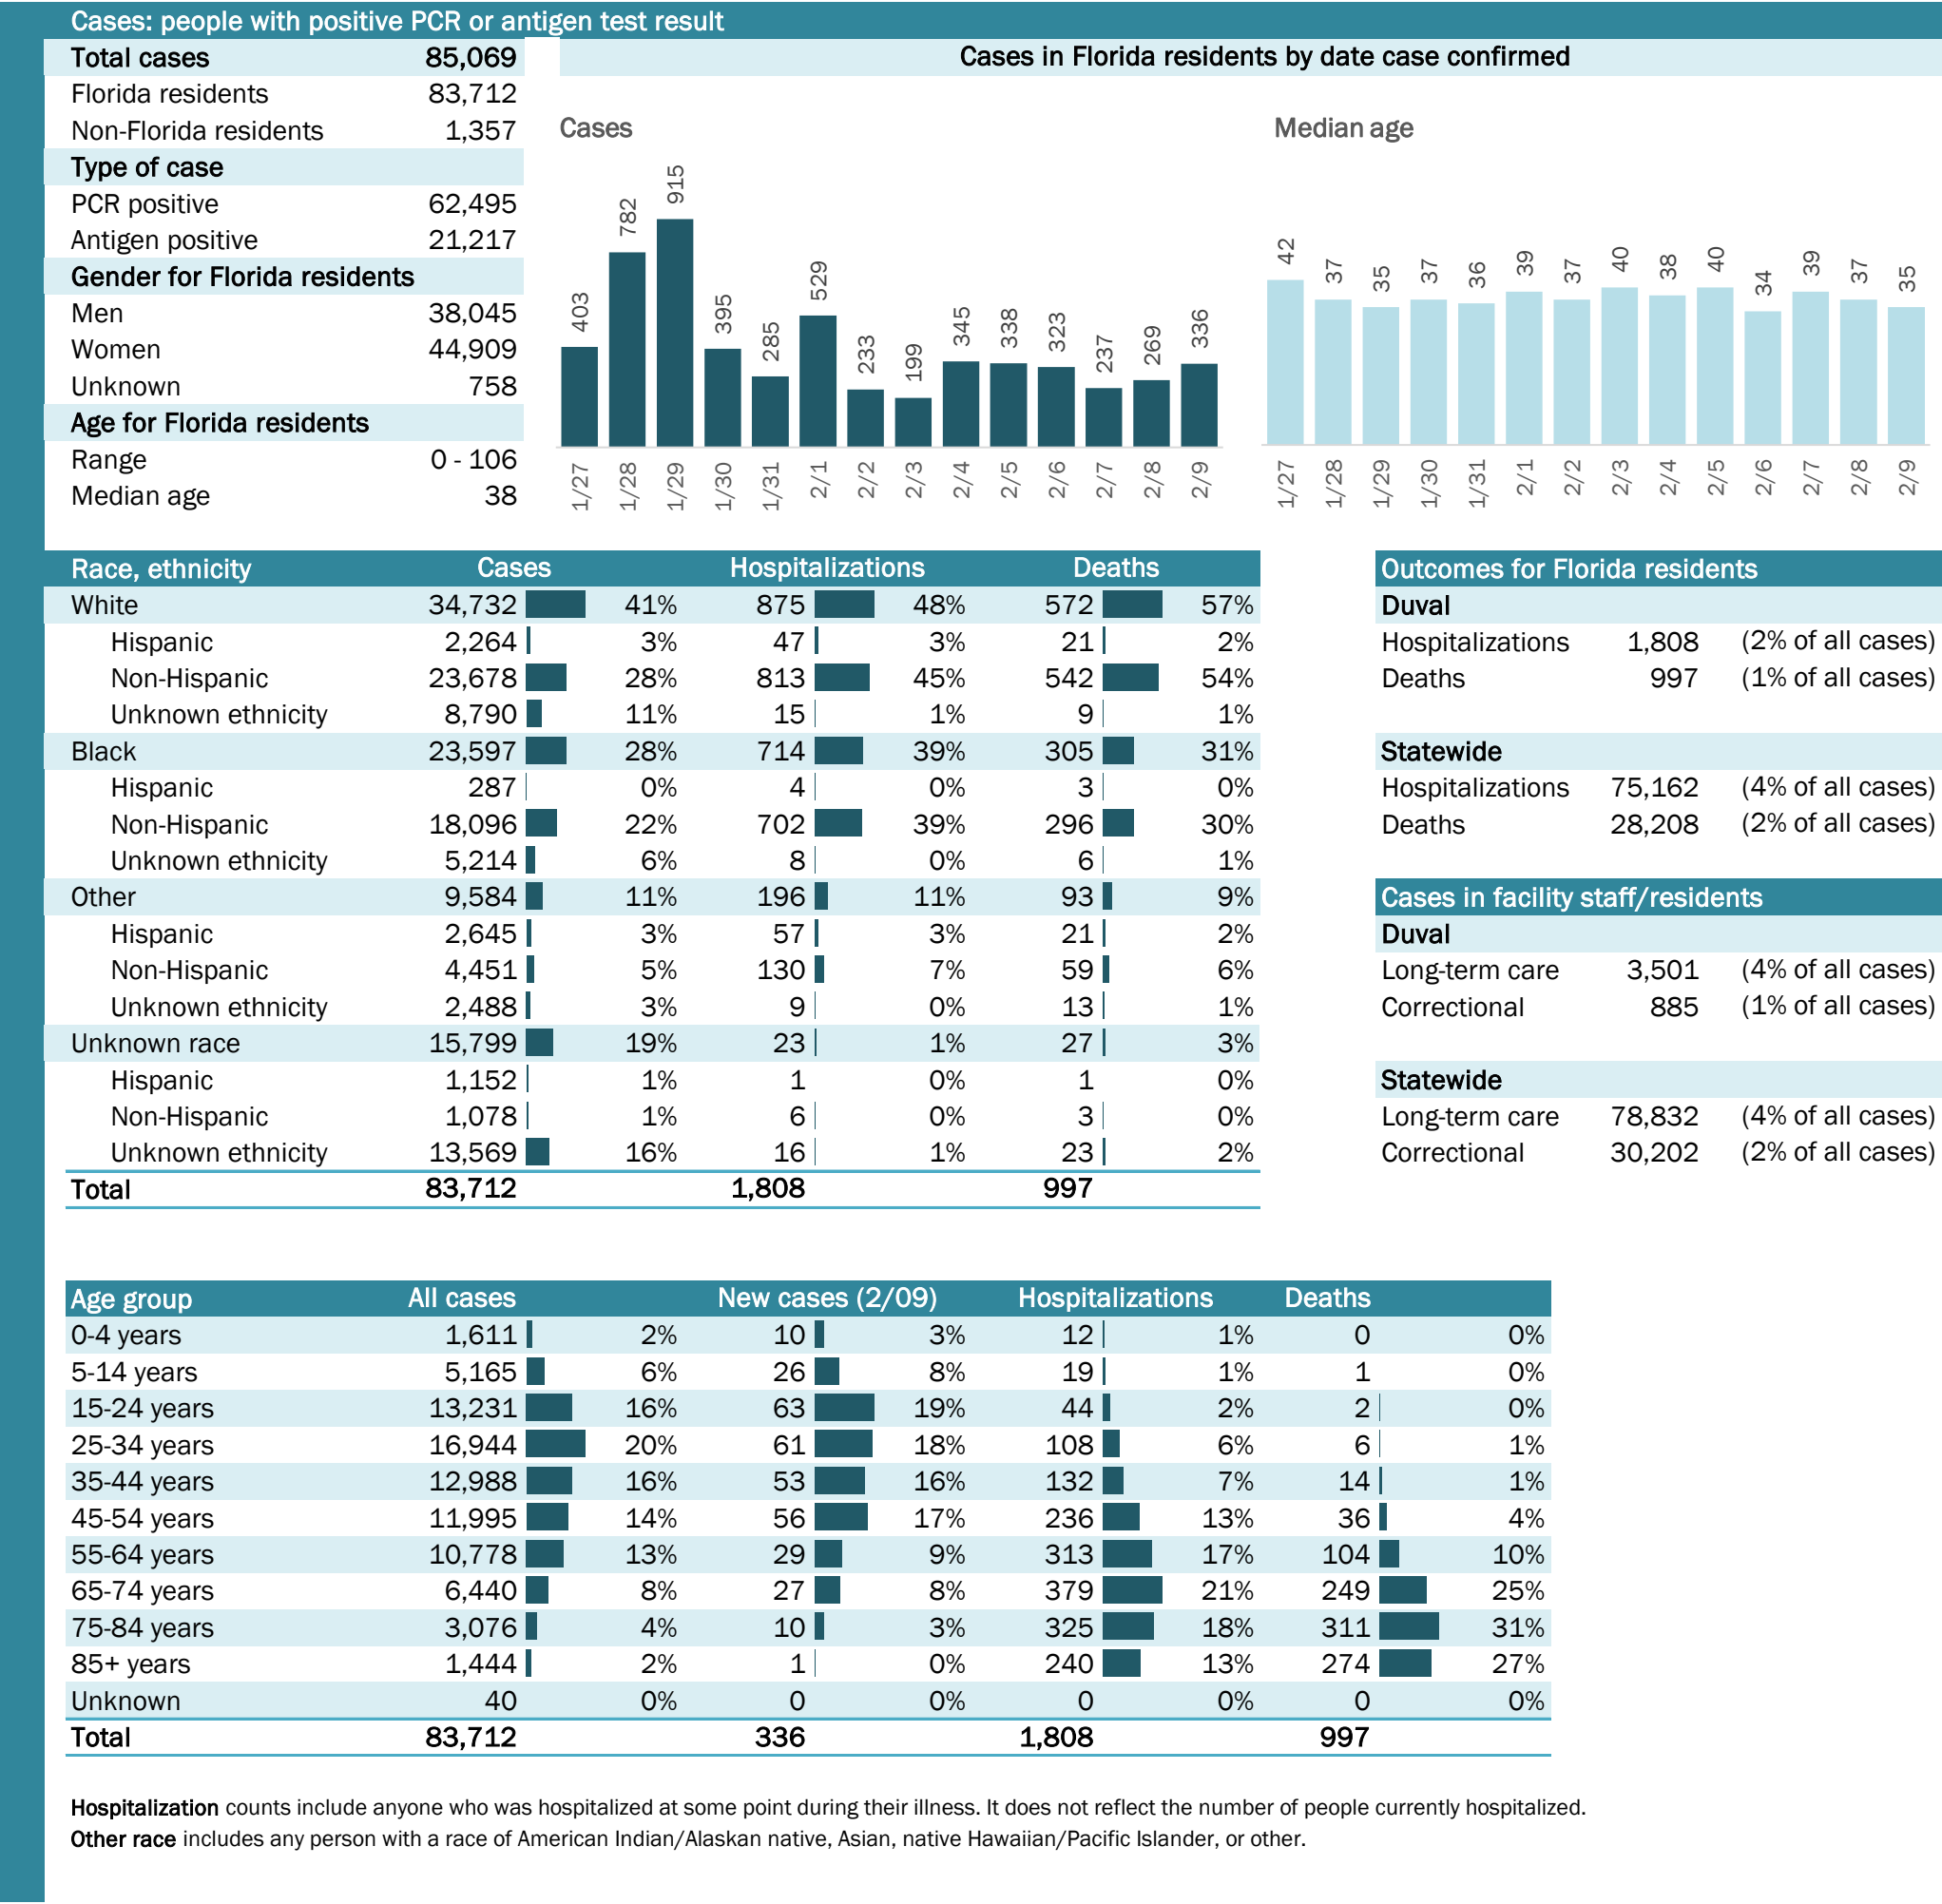 Cases: people with positive PCR or antigen test result
Total cases 85,069
Florida residents 83,712
Non-Florida residents 1,357
Type of case
PCR positive 62,495
Antigen positive 21,217
Gender for Florida residents
Men 38,045
Women 44,909
Unknown 758
Age for Florida residents
Range 0 - 106
Median age 38
Cases in Florida residents by date case confirmed
Cases
403 782 915 395 285 529 233 199 345 338 323 237 269 336
1/27 1/28 1/29 1/30 1/31 2/1 2/2 2/3 2/4 2/5 2/6 2/7 2/8 2/9
Median age
42 37 35 37 36 39 37 40 38 40 34 39 37 35
1/27 1/28 1/29 1/30 1/31 2/1 2/2 2/3 2/4 2/5 2/6 2/7 2/8 2/9
Race, ethnicity Cases Hospitalizations Deaths
White 34,732 41% 875 48% 572 57%
Hispanic 2,264 3% 47 3% 21 2%
Non-Hispanic 23,678 28% 813 45% 542 54%
Unknown ethnicity 8,790 11% 15 1% 9 1%
Black 23,597 28% 714 39% 305 31%
Hispanic 287 0% 4 0% 3 0%
Non-Hispanic 18,096 22% 702 39% 296 30%
Unknown ethnicity 5,214 6% 8 0% 6 1%
Other 9,584 11% 196 11% 93 9%
Hispanic 2,645 3% 57 3% 21 2%
Non-Hispanic 4,451 5% 130 7% 59 6%
Unknown ethnicity 2,488 3% 9 0% 13 1%
Unknown race 15,799 19% 23 1% 27 3%
Hispanic 1,152 1% 1 0% 1 0%
Non-Hispanic 1,078 1% 6 0% 3 0%
Unknown ethnicity 13,569 16% 16 1% 23 2%
Total 83,712 1,808 997
Outcomes for Florida residents
Duval
Hospitalizations 1,808 (2% of all cases)
Deaths 997 (1% of all cases)
Statewide
Hospitalizations 75,162 (4% of all cases)
Deaths 28,208 (2% of all cases)
Cases in facility staff/residents
Duval
Long-term care 3,501 (4% of all cases)
Correctional 885 (1% of all cases)
Statewide
Long-term care 78,832 (4% of all cases)
Correctional 30,202 (2% of all cases)
Age group All cases New cases (2/09) Hospitalizations Deaths
0-4 years 1,611 2% 10 3% 12 1% 0 0%
5-14 years 5,165 6% 26 8% 19 1% 1 0%
15-24 years 13,231 16% 63 19% 44 2% 2 0%
25-34 years 16,944 20% 61 18% 108 6% 6 1%
35-44 years 12,988 16% 53 16% 132 7% 14 1%
45-54 years 11,995 14% 56 17% 236 13% 36 4%
55-64 years 10,778 13% 29 9% 313 17% 104 10%
65-74 years 6,440 8% 27 8% 379 21% 249 25%
75-84 years 3,076 4% 10 3% 325 18% 311 31%
85+ years 1,444 2% 1 0% 240 13% 274 27%
Unknown 40 0% 0 0% 0 0% 0 0%
Total 83,712 336 1,808 997
Hospitalization counts include anyone who was hospitalized at some point during their illness. It does not reflect the number of people currently hospitalized.
Other race includes any person with a race of American Indian/Alaskan native, Asian, native Hawaiian/Pacific Islander, or other.